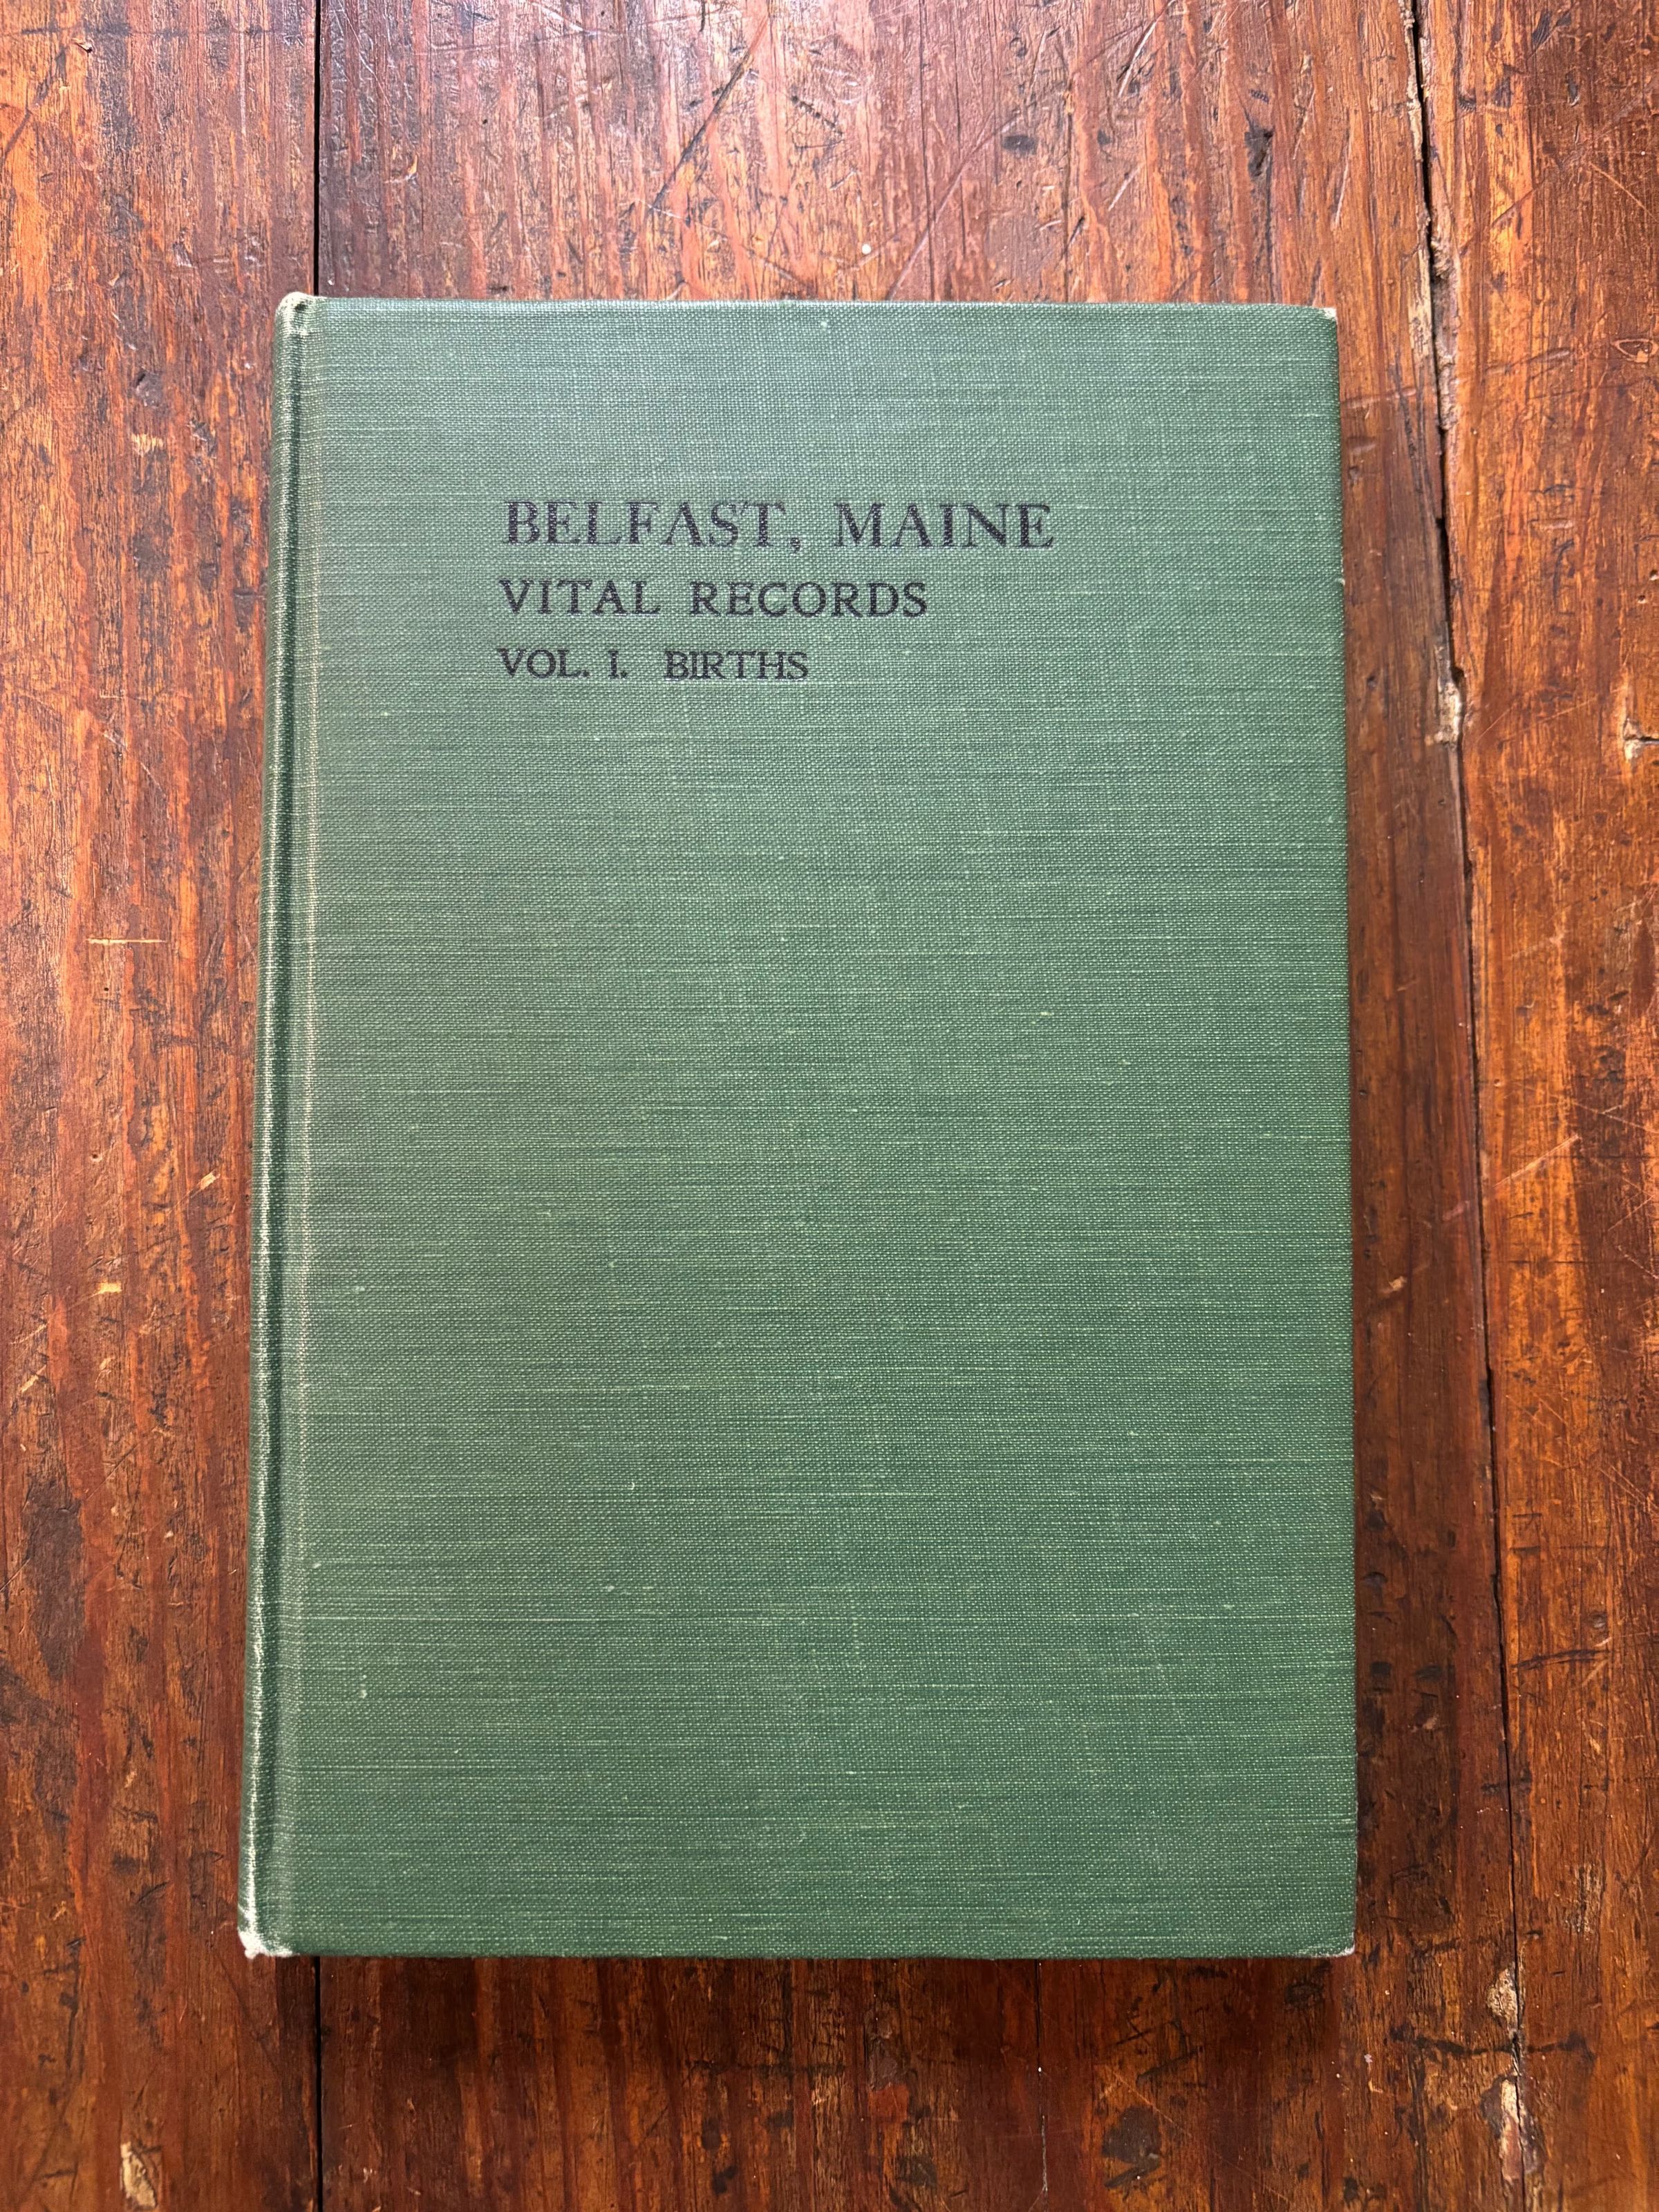 BELFAST, MAINE
VITAL RECORDS
VOL. I. BIRTHS